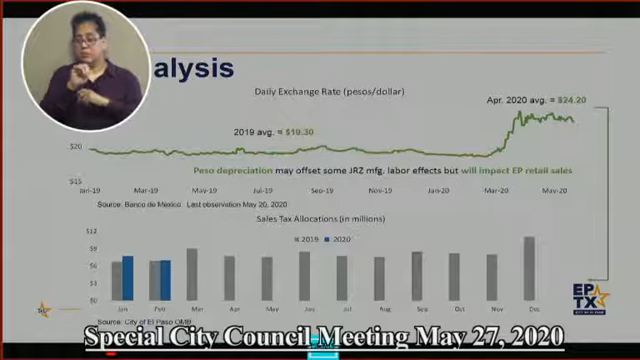 alysis
Daily Exchange Rate (pesos/dollar)
Apr. 2020 avg. = $24.20
2019 avg. = $19.30
$20
Peso depreciation may offset some JRZ mfg. labor effects but will impact EP retail sales
$15
Jan-19 Mar-19 May-19 Jul-19 Sep-19 Nov-19 Jan-20 Mar-20 May-20
Source: Banco de Mexico Last observation May 20, 2020
Sales Tax Allocations (in millions)
2019 2020
$12
$9
$6
$3
$0
Jan Feb Mar Apr May Jun Jul Aug Sep Oct Nov Dec
Source: City of El Paso OMB
EP
TX
Special City Council Meeting May 27, 2020